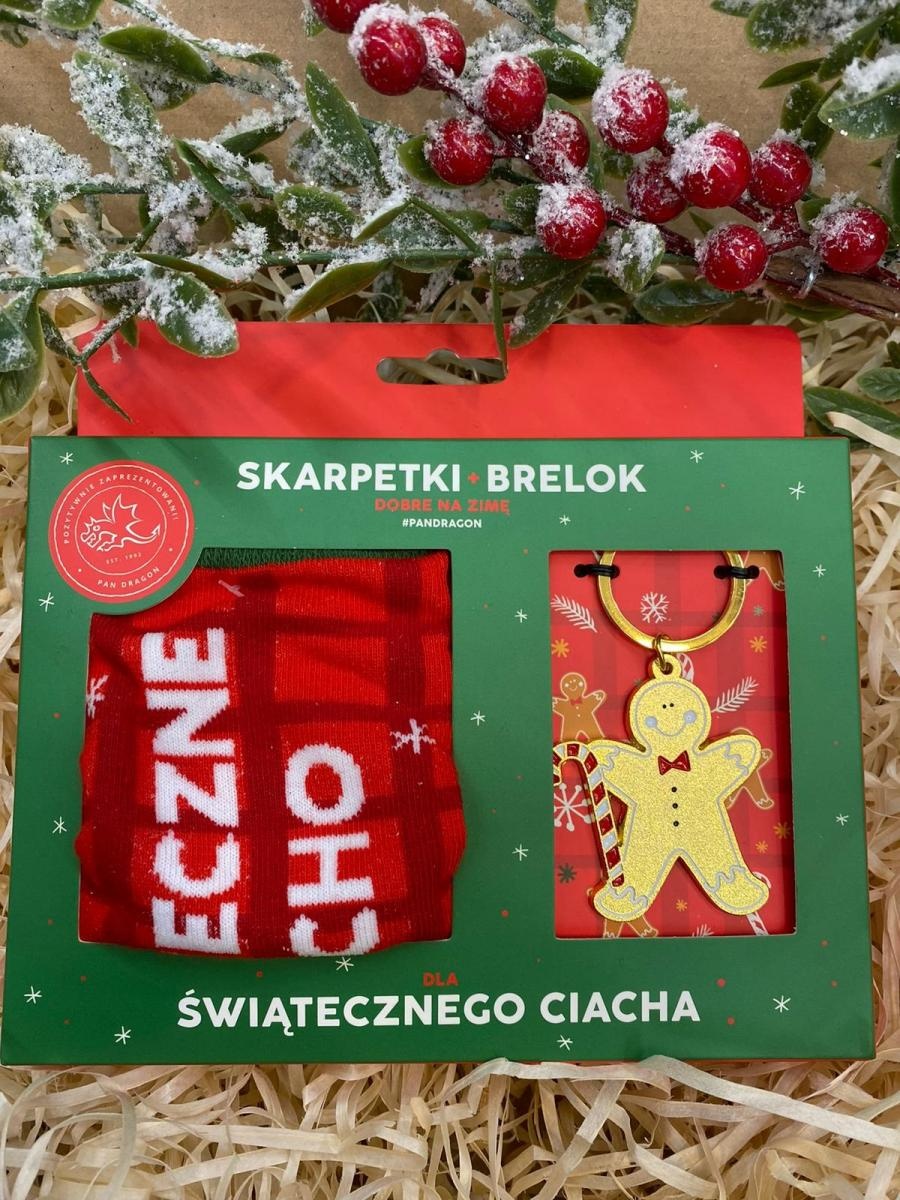 SKARPETKI + BRELOK
DOBRE NA ZIMĘ
#PANDRAGON
POZYTYWNIE ZAPREZENTOWANI!
EST. 1992
PAN DRAGON
ECZNE
CHO
DLA
ŚWIĄTECZNEGO CIACHA